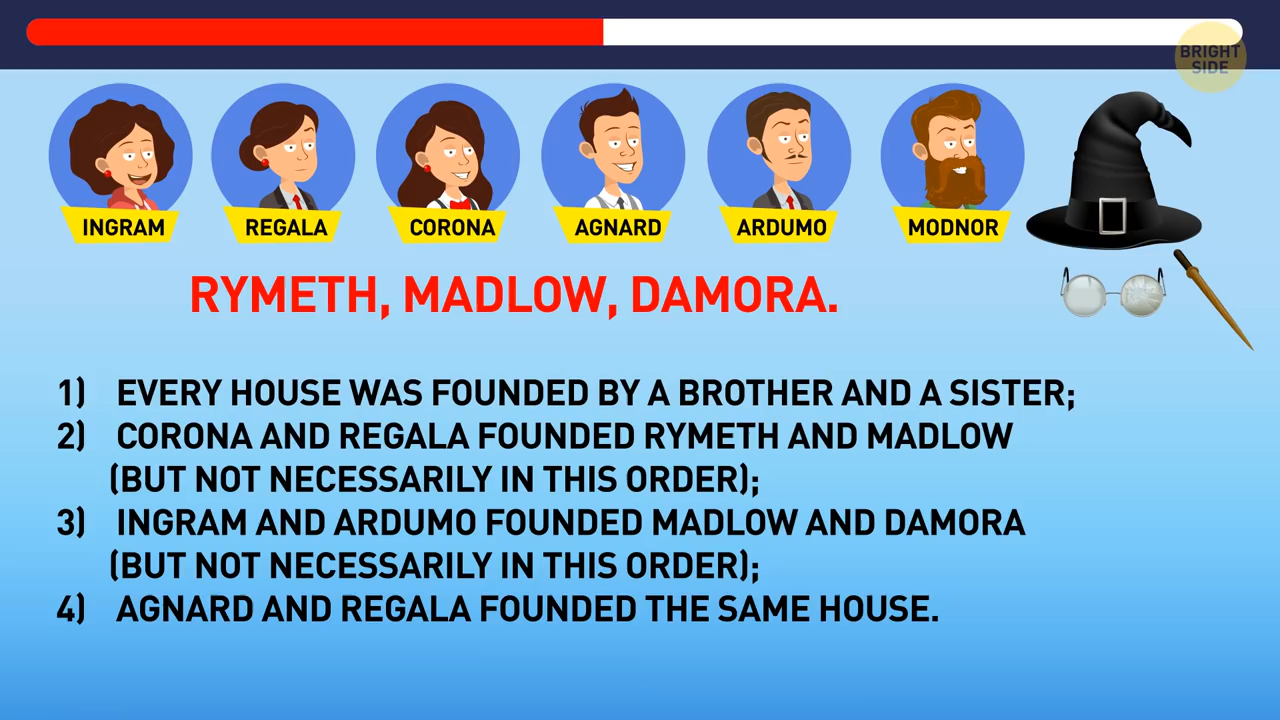 BRIGHT
SIDE
INGRAM
REGALA
CORONA
AGNARD
ARDUMO
MODNOR
RYMETH, MADLOW, DAMORA.
1) EVERY HOUSE WAS FOUNDED BY A BROTHER AND A SISTER;
2) CORONA AND REGALA FOUNDED RYMETH AND MADLOW
(BUT NOT NECESSARILY IN THIS ORDER);
3) INGRAM AND ARDUMO FOUNDED MADLOW AND DAMORA
(BUT NOT NECESSARILY IN THIS ORDER);
4) AGNARD AND REGALA FOUNDED THE SAME HOUSE.